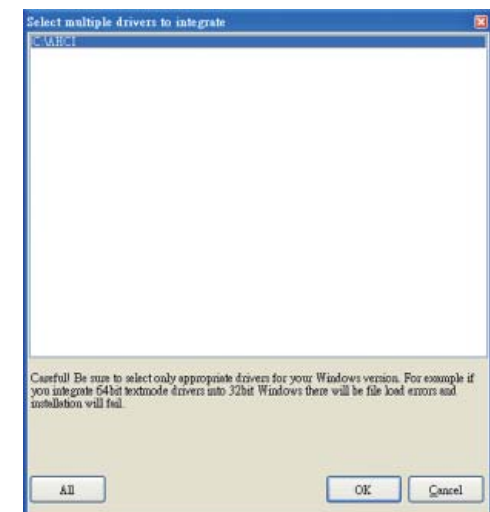 Select multiple drivers to integrate
C:\AHCI
Careful! Be sure to select only appropriate drivers for your Windows version. For example if
you integrate 64bit textmode drivers into 32bit Windows there will be file load errors and
installation will fail.
All
OK
Cancel